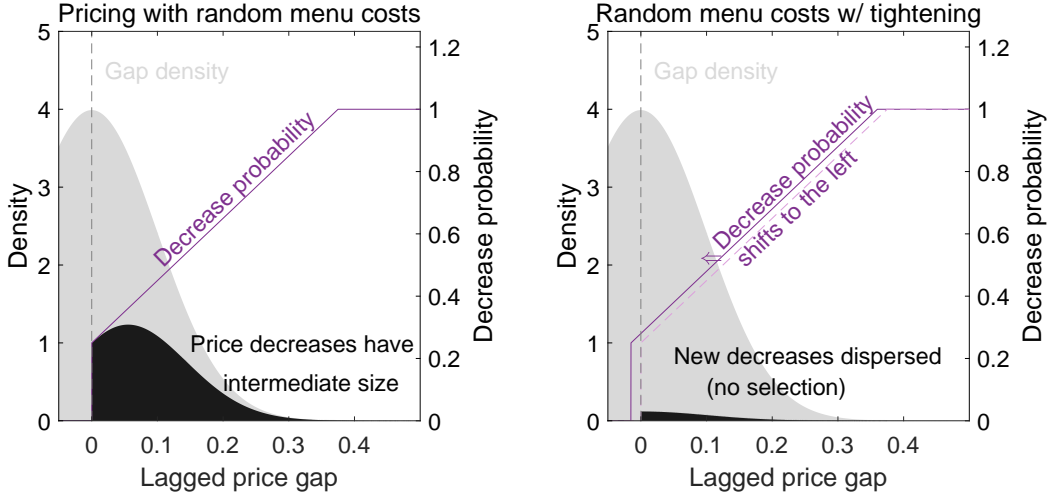 Pricing with random menu costs
5
4
3
2
1
0
Density
Gap density
Decrease probability
Price decreases have
intermediate size
1.2
1
0.8
0.6
0.4
0.2
0
Decrease probability
0
0.1
0.2
0.3
0.4
Lagged price gap
Random menu costs w/ tightening
5
4
3
2
1
0
Density
Gap density
Decrease probability
shifts to the left
New decreases dispersed
(no selection)
1.2
1
0.8
0.6
0.4
0.2
0
Decrease probability
0
0.1
0.2
0.3
0.4
Lagged price gap